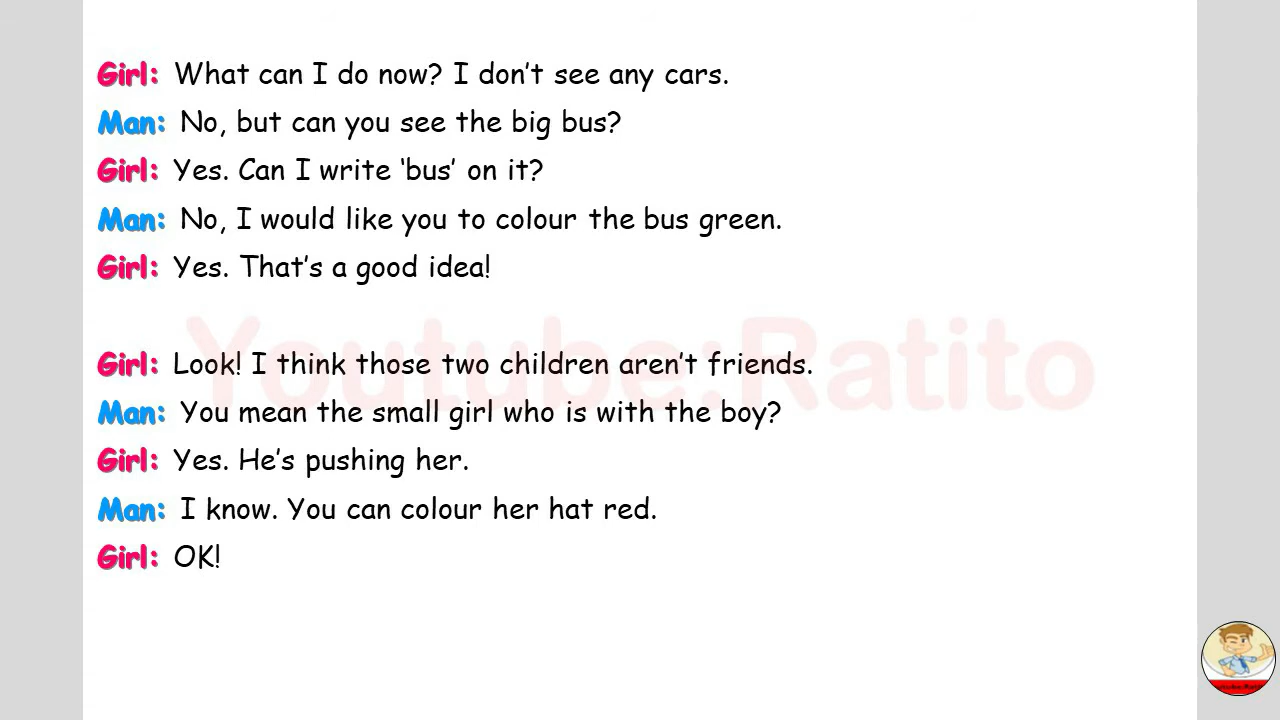 Girl: What can I do now? I don't see any cars.
Man: No, but can you see the big bus?
Girl: Yes. Can I write ‘bus’ on it?
Man: No, I would like you to colour the bus green.
Girl: Yes. That's a good idea!
Youtube:Ratito
Girl: Look! I think those two children aren't friends.
Man: You mean the small girl who is with the boy?
Girl: Yes. He's pushing her.
Man: I know. You can colour her hat red.
Girl: OK!